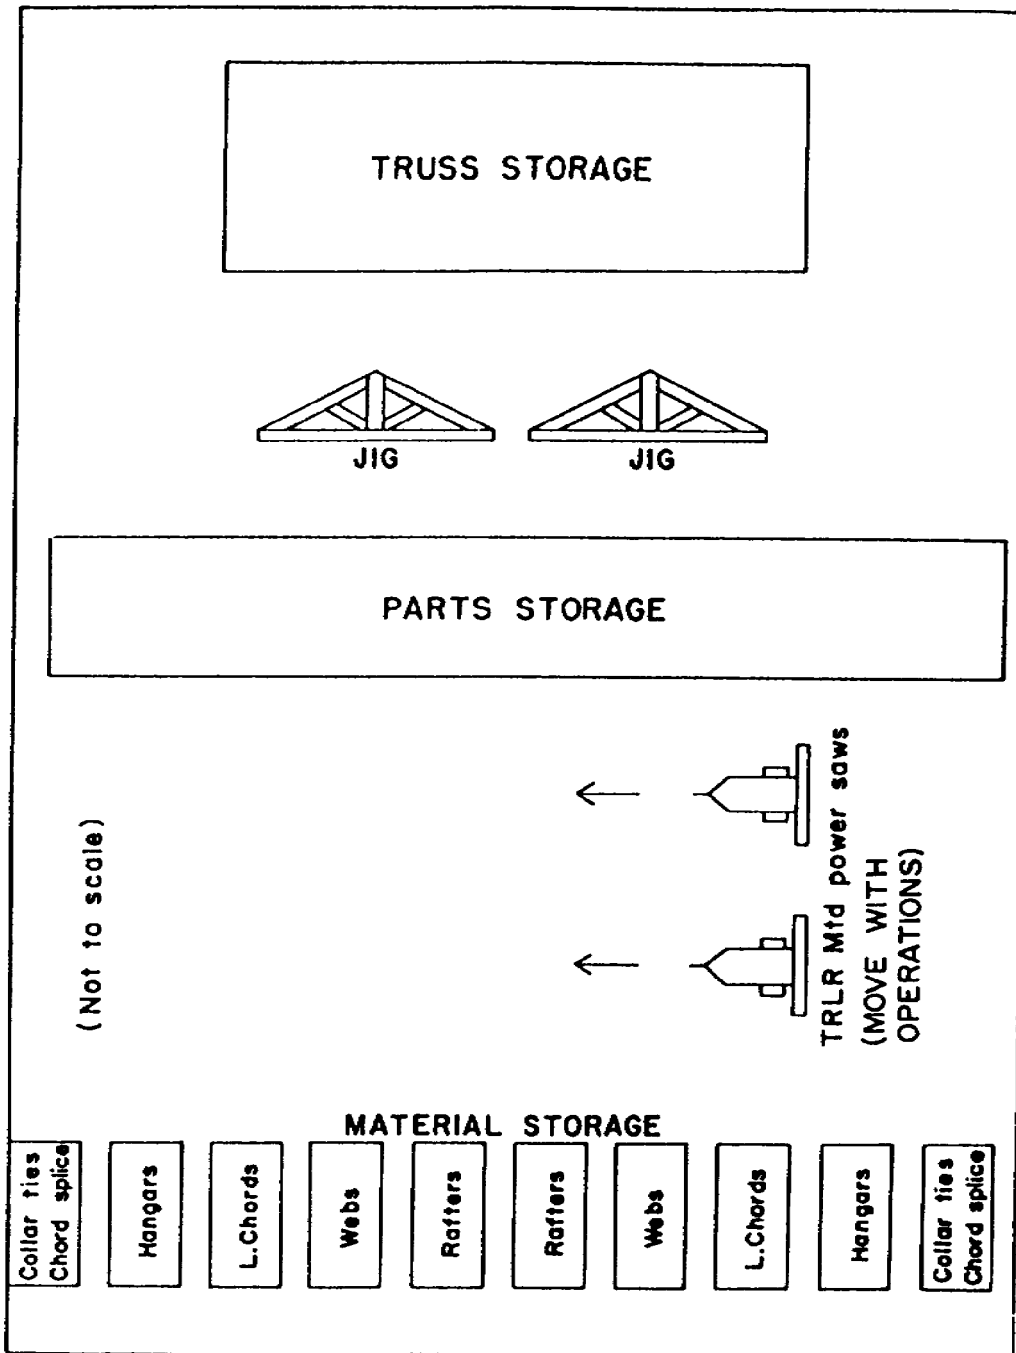 TRUSS STORAGE
JIG
JIG
PARTS STORAGE
(Not to scale)
TRLR Mtd power saws
(MOVE WITH
OPERATIONS)
MATERIAL STORAGE
Collar ties
Chord splice
Hangars
L.Chords
Webs
Rafters
Rafters
Webs
L.Chords
Hangars
Collar ties
Chord splice